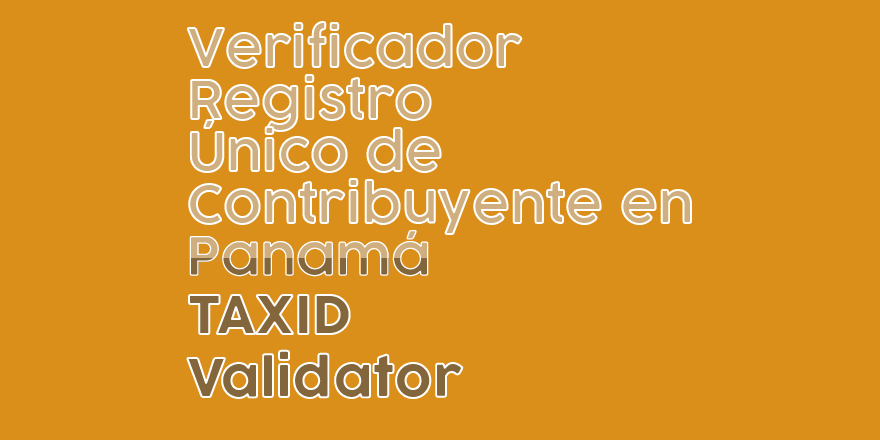 Verificador
Registro
Único de
Contribuyente en
Panamá
TAXID
Validator